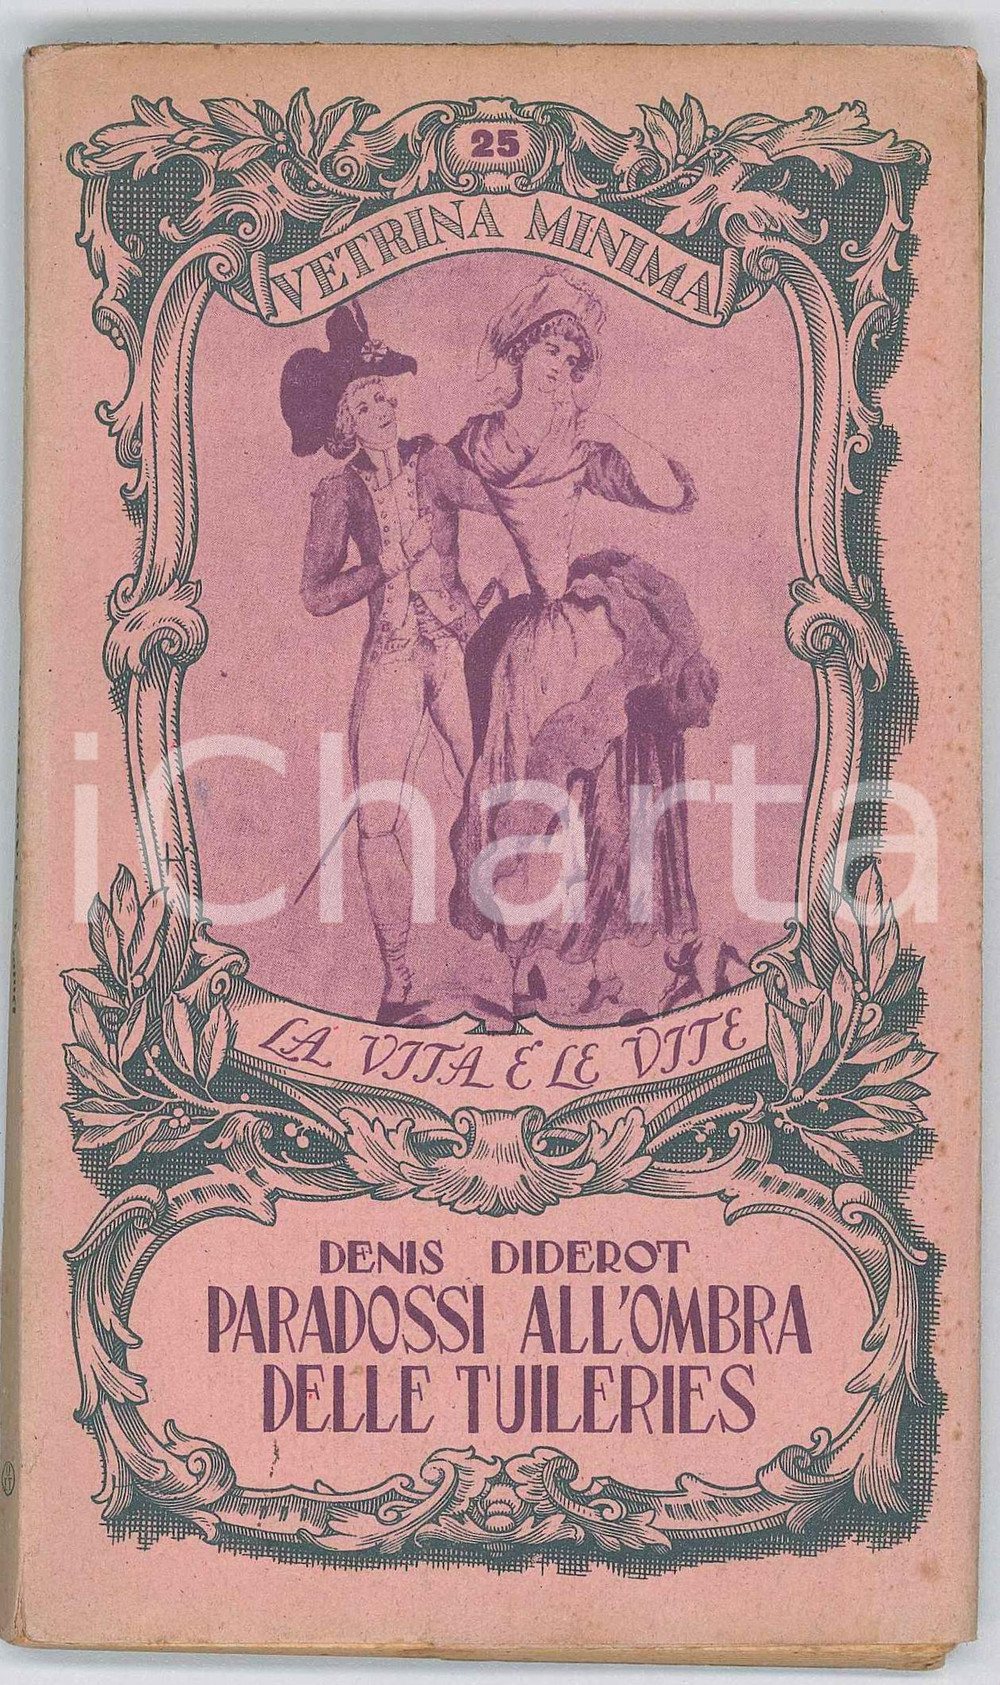 25
VETRINA MINIMA
iCharta
LA VITA E LE VITE
DENIS DIDEROT
PARADOSSI ALL'OMBRA
DELLE TUILERIES